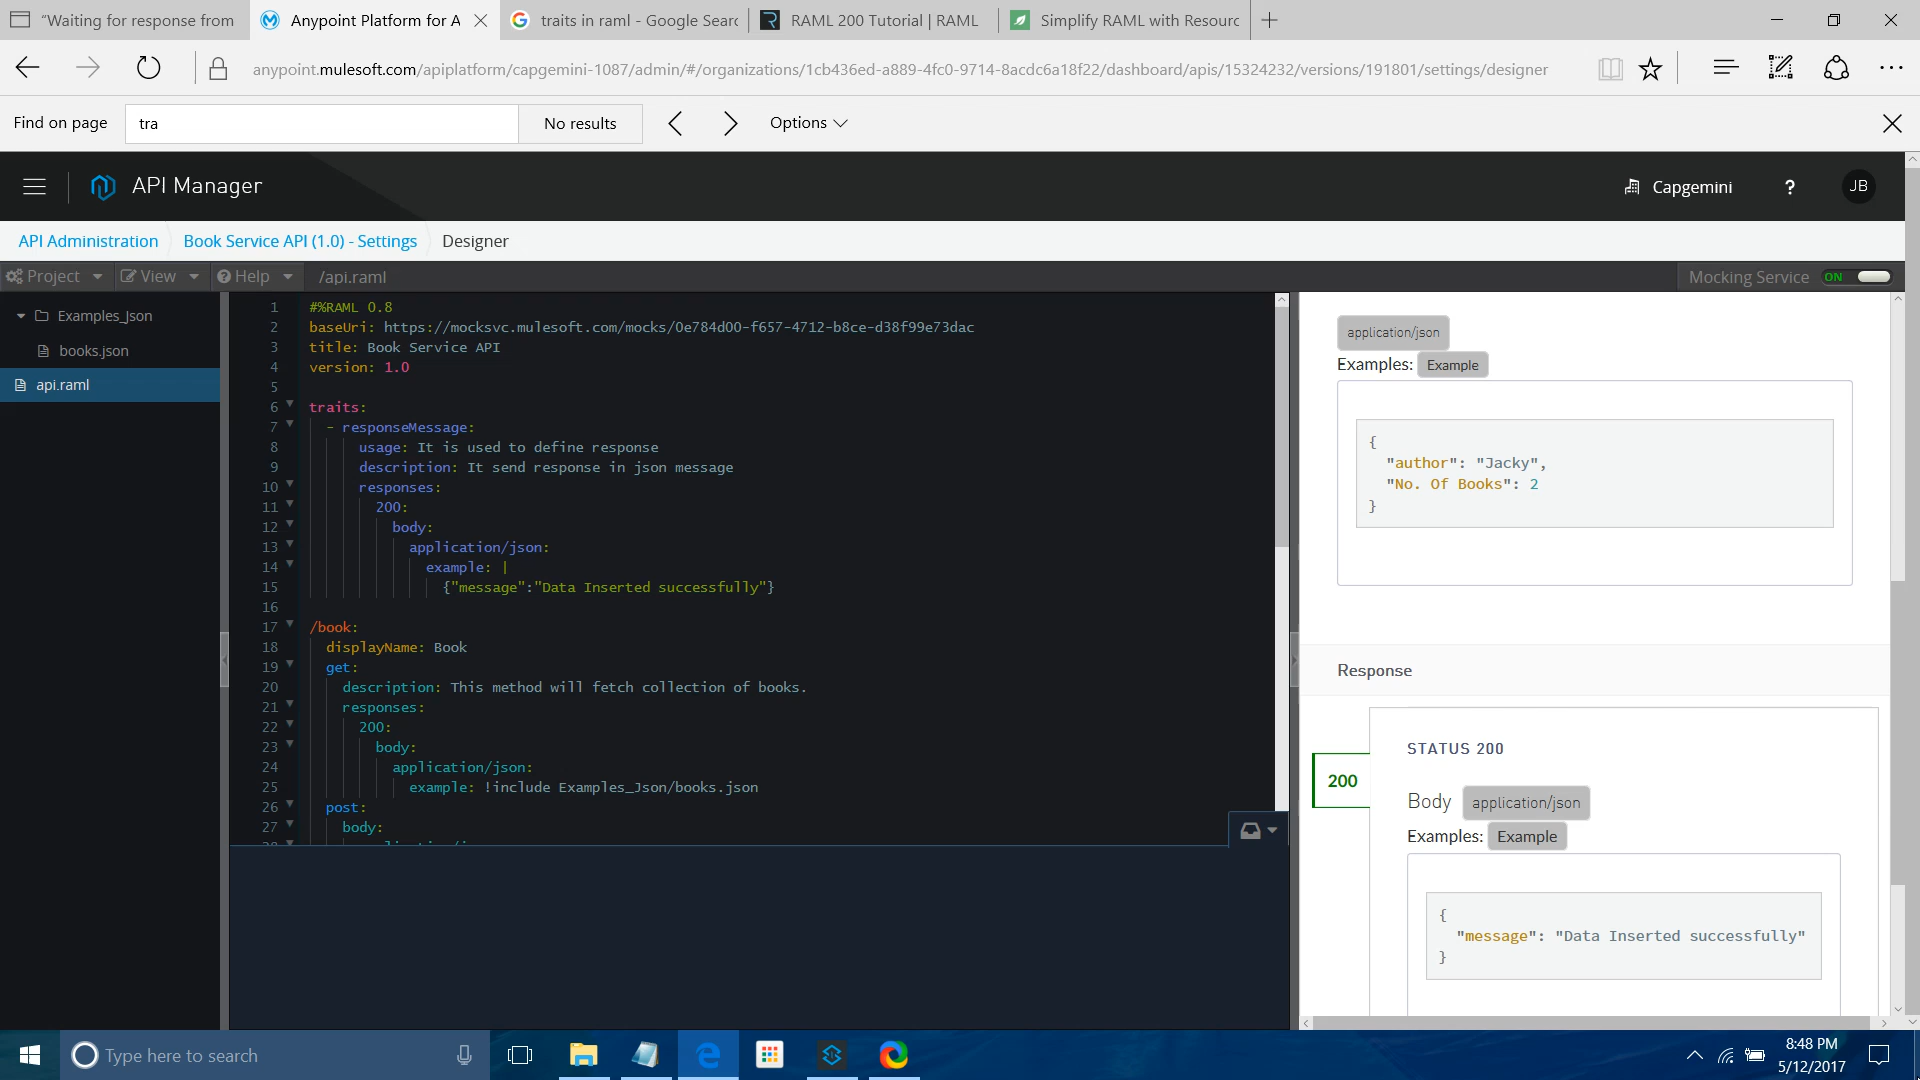 "Waiting for response from
Anypoint Platform for A
traits in raml - Google Searc
RAML 200 Tutorial | RAML
Simplify RAML with Resourc
anypoint.mulesoft.com/apiplatform/capgemini-1087/admin/#/organizations/1cb436ed-a889-4fc0-9714-8acdc6a18f22/dashboard/apis/15324232/versions/191801/settings/designer
Find on page
tra
No results
Options
API Manager
Capgemini
?
JB
API Administration
Book Service API (1.0) - Settings
Designer
Project
View
Help
/api.raml
Mocking Service
ON
Examples_Json
books.json
api.raml
1 #%RAML 0.8
2 baseUri: https://mocksvc.mulesoft.com/mocks/0e784d00-f657-4712-b8ce-d38f99e73dac
3 title: Book Service API
4 version: 1.0
5
6 traits:
7 - responseMessage:
8 usage: It is used to define response
9 description: It send response in json message
10 responses:
11 200:
12 body:
13 application/json:
14 example: |
15 {"message":"Data Inserted successfully"}
16
17 /book:
18 displayName: Book
19 get:
20 description: This method will fetch collection of books.
21 responses:
22 200:
23 body:
24 application/json:
25 example: !include Examples_Json/books.json
26 post:
27 body:
application/json
Examples: Example
{
"author": "Jacky",
"No. Of Books": 2
}
Response
200
STATUS 200
Body application/json
Examples: Example
{
"message": "Data Inserted successfully"
}
Type here to search
8:48 PM
5/12/2017